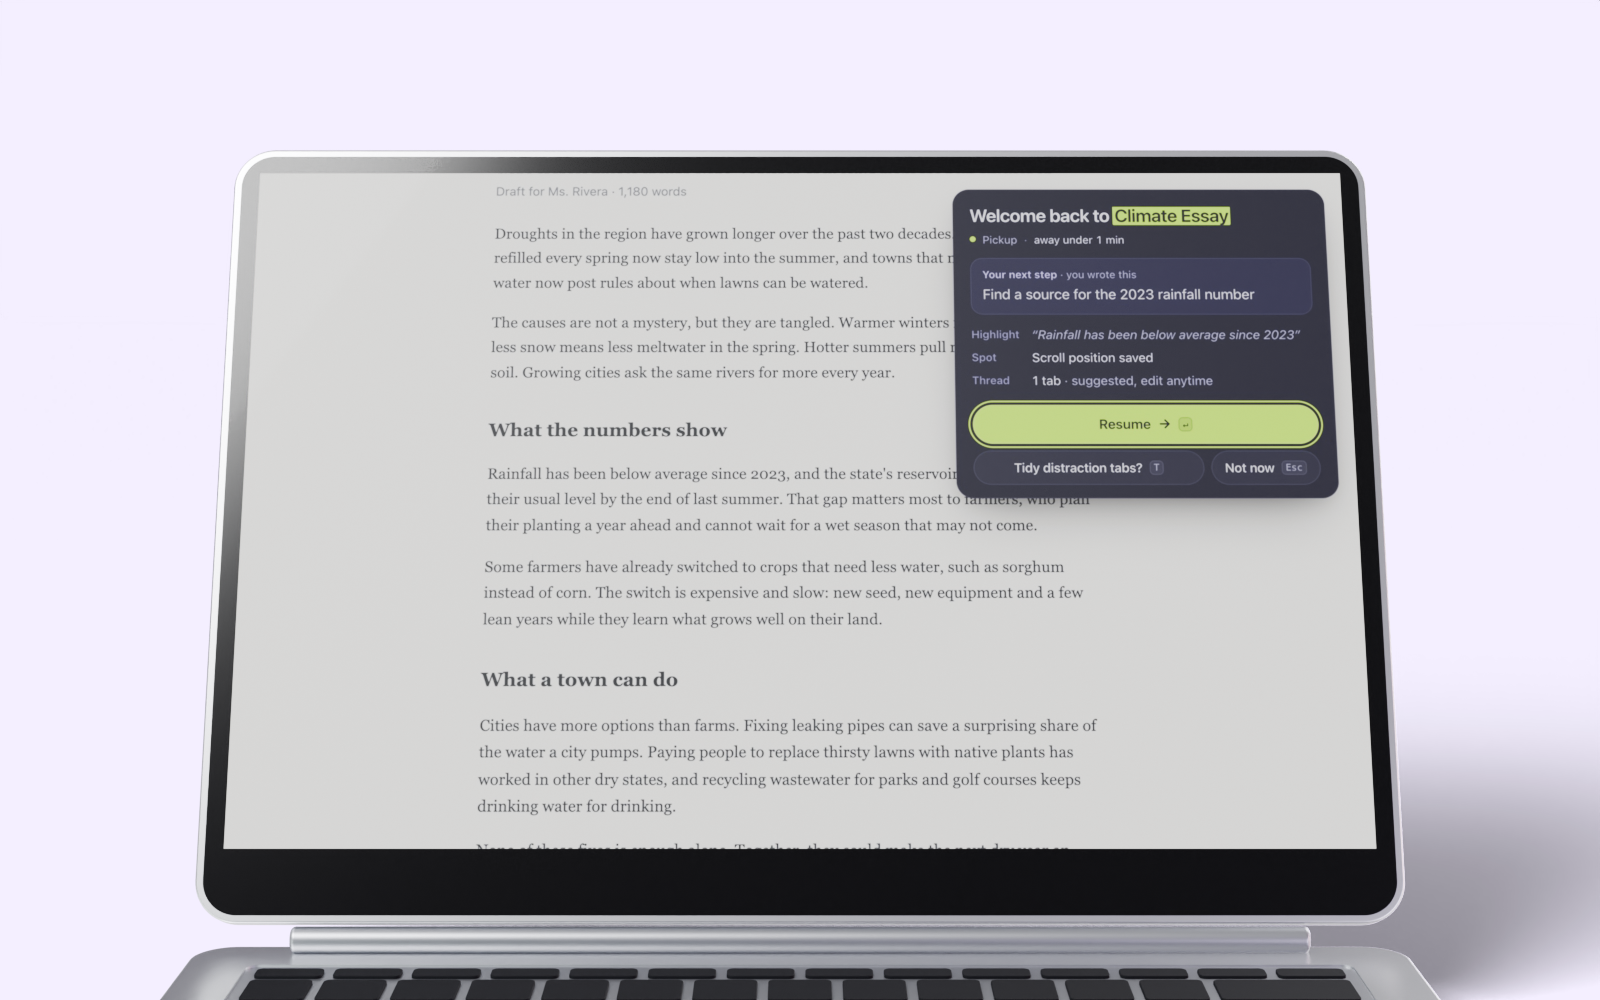 Draft for Ms. Rivera · 1,180 words
Droughts in the region have grown longer over the past two decades.
refilled every spring now stay low into the summer, and towns that
water now post rules about when lawns can be watered.
The causes are not a mystery, but they are tangled. Warmer winters
less snow means less meltwater in the spring. Hotter summers pull
soil. Growing cities ask the same rivers for more every year.
What the numbers show
Rainfall has been below average since 2023, and the state's
their usual level by the end of last summer. That gap matters most to farmers, who plan
their planting a year ahead and cannot wait for a wet season that may not come.
Some farmers have already switched to crops that need less water, such as sorghum
instead of corn. The switch is expensive and slow: new seed, new equipment and a few
lean years while they learn what grows well on their land.
What a town can do
Cities have more options than farms. Fixing leaking pipes can save a surprising share of
the water a city pumps. Paying people to replace thirsty lawns with native plants has
worked in other dry states, and recycling wastewater for parks and golf courses keeps
drinking water for drinking.
Welcome back to Climate Essay
Pickup · away under 1 min
Your next step · you wrote this
Find a source for the 2023 rainfall number
Highlight “Rainfall has been below average since 2023”
Spot Scroll position saved
Thread 1 tab · suggested, edit anytime
Resume → ↵
Tidy distraction tabs? T
Not now Esc